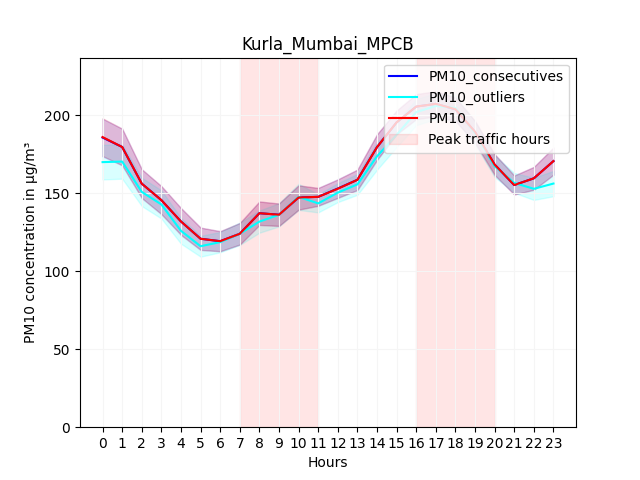 Kurla_Mumbai_MPCB
PM10_consecutives
PM10_outliers
PM10
Peak traffic hours
PM10 concentration in µg/m³
200
150
100
50
0
0 1 2 3 4 5 6 7 8 9 10 11 12 13 14 15 16 17 18 19 20 21 22 23
Hours